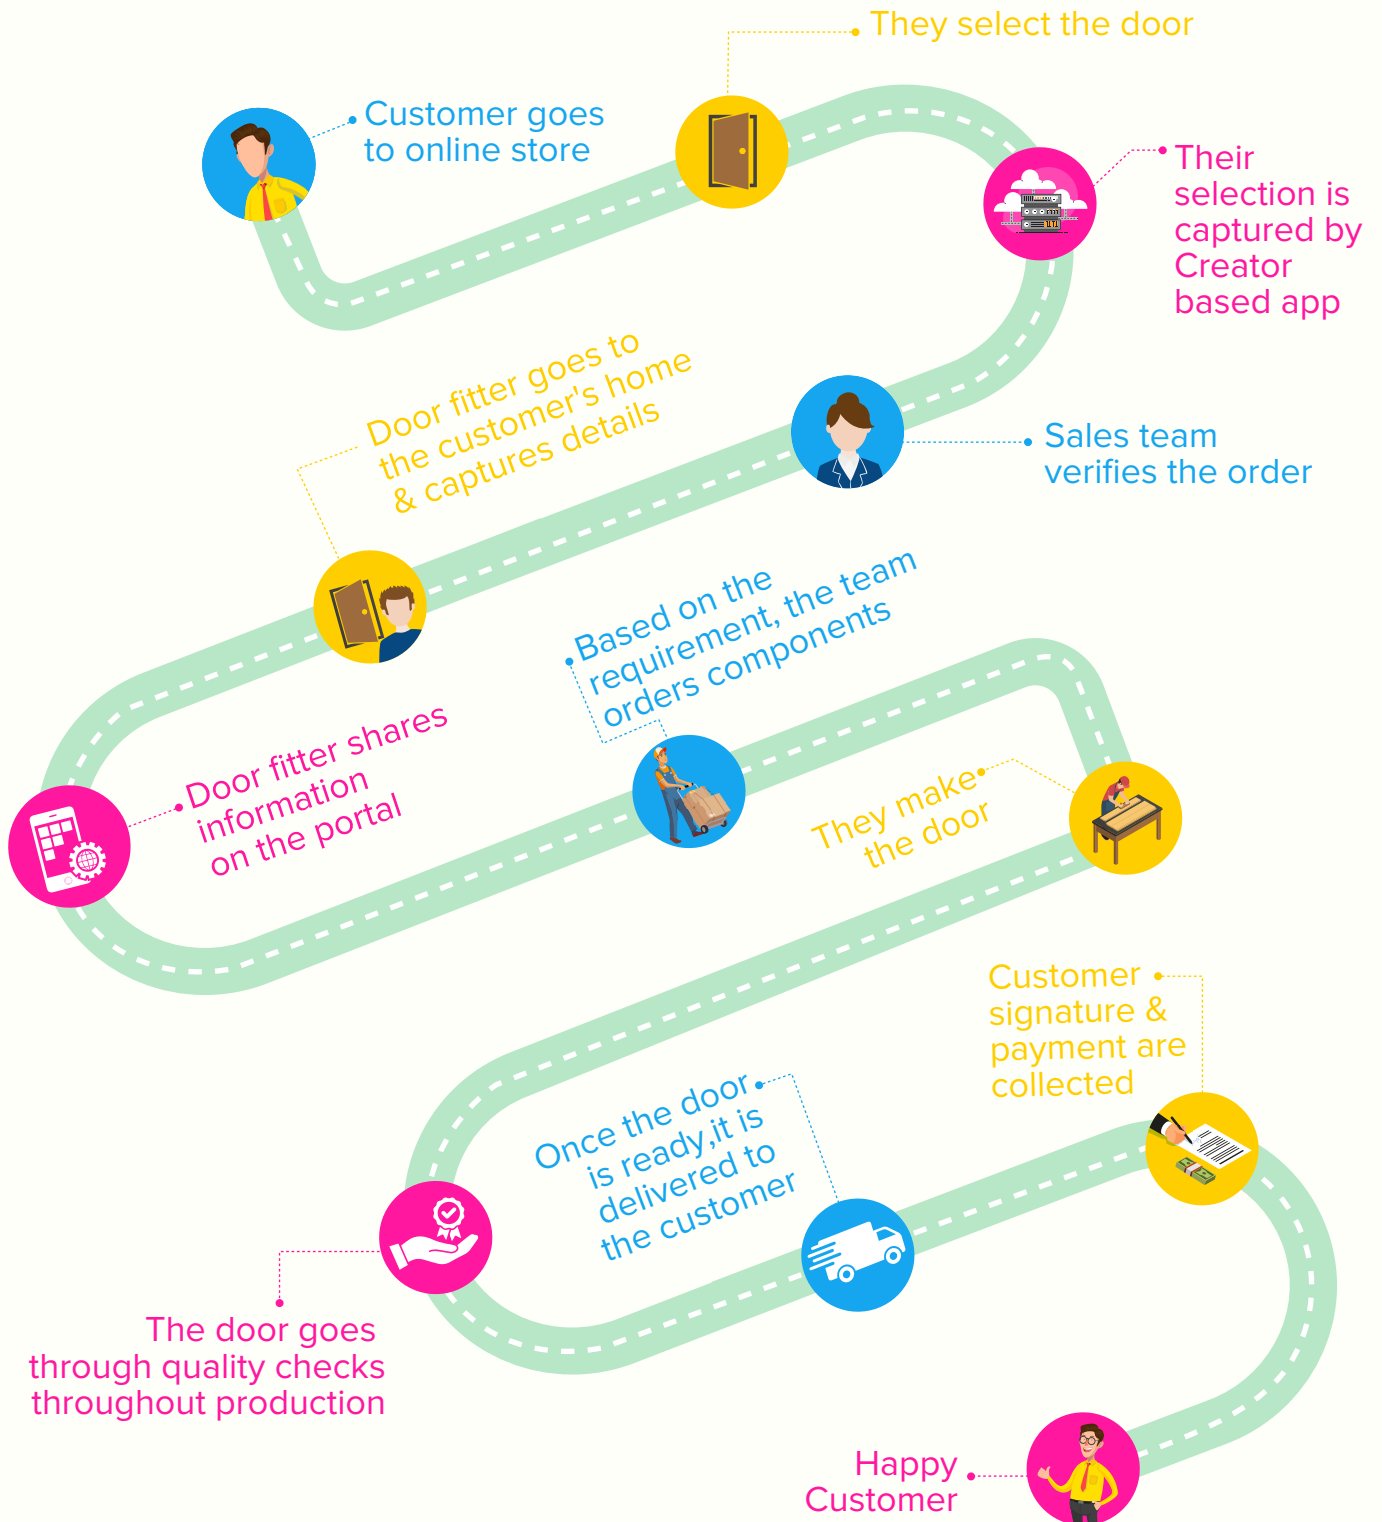 They select the door
Customer goes
to online store
Their
selection is
captured by
Creator
based app
Sales team
verifies the order
Door fitter goes to
the customer's home
& captures details
Door fitter shares
information
on the portal
Based on the
requirement, the team
orders components
They make
the door
The door goes
through quality checks
throughout production
Once the door
is ready,it is
delivered to
the customer
Customer
signature &
payment are
collected
Happy
Customer